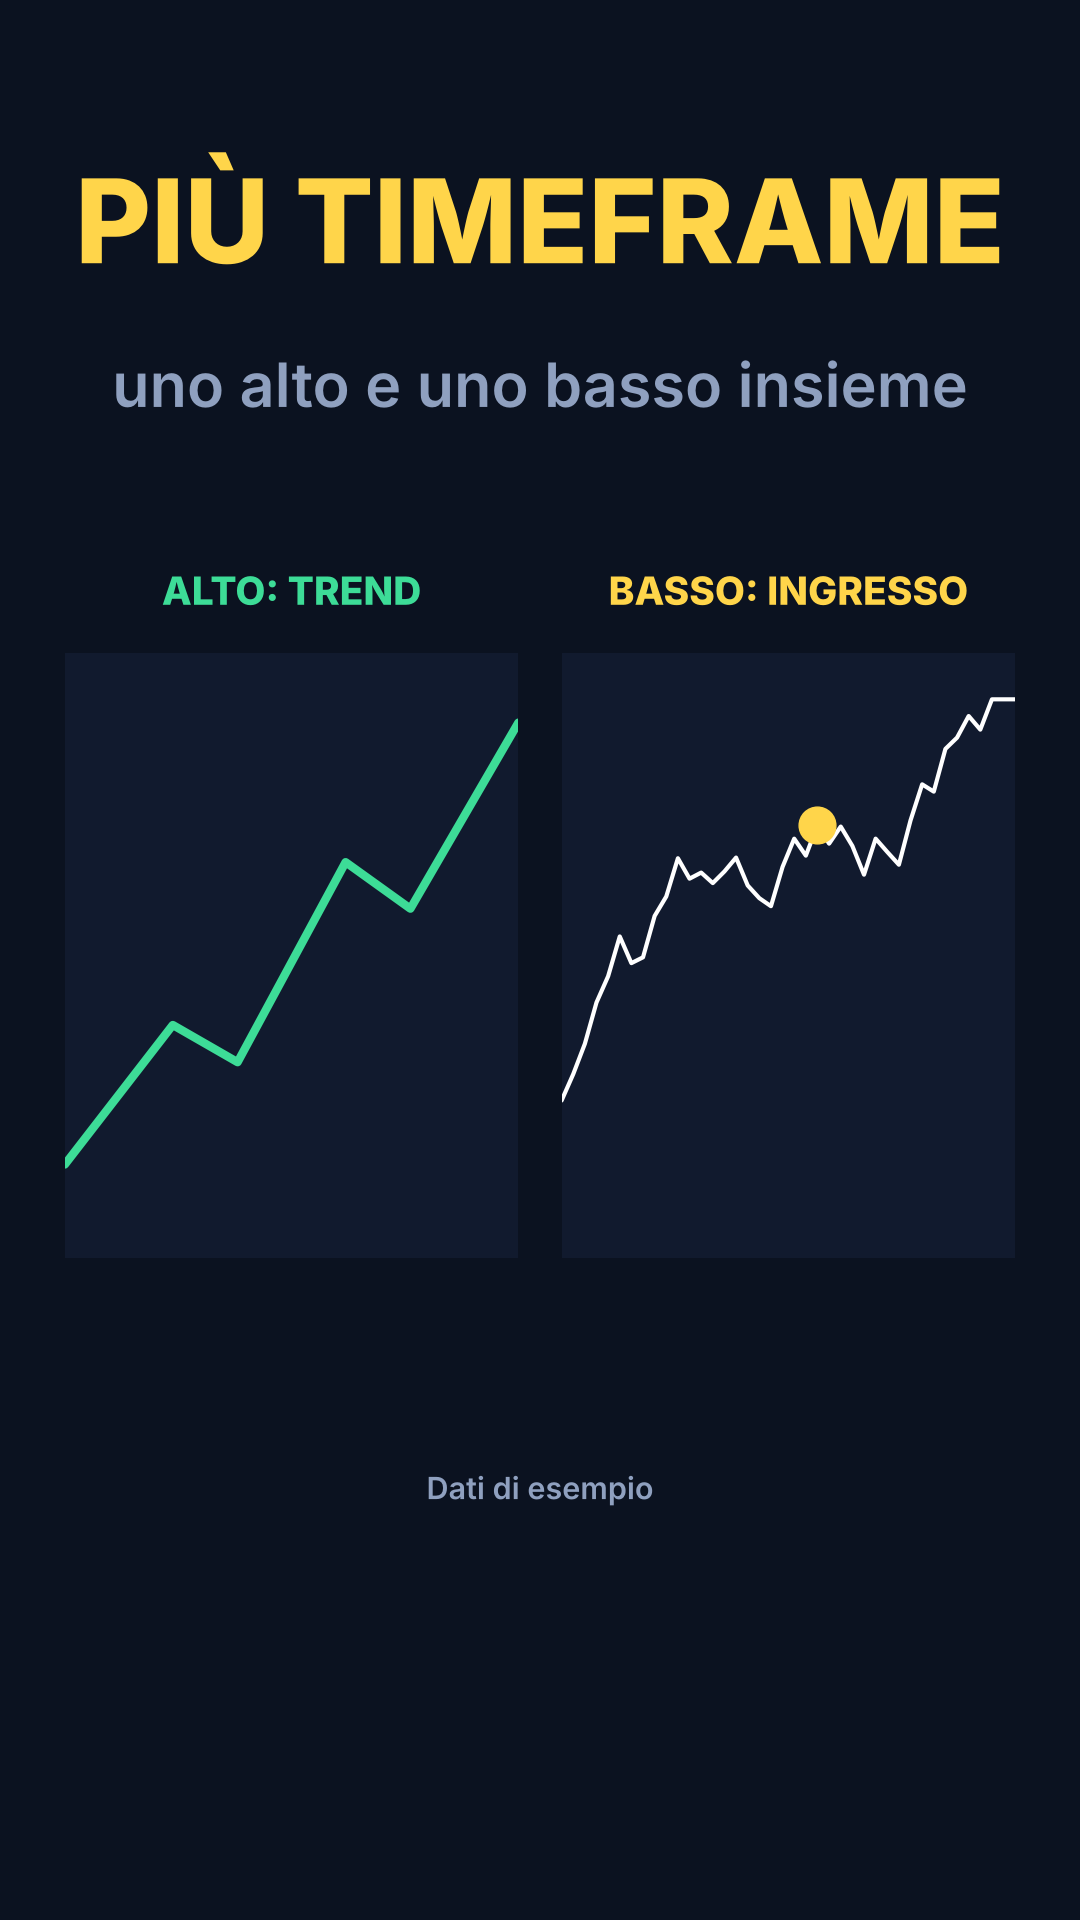 PIÙ TIMEFRAME
uno alto e uno basso insieme
ALTO: TREND
BASSO: INGRESSO
Dati di esempio